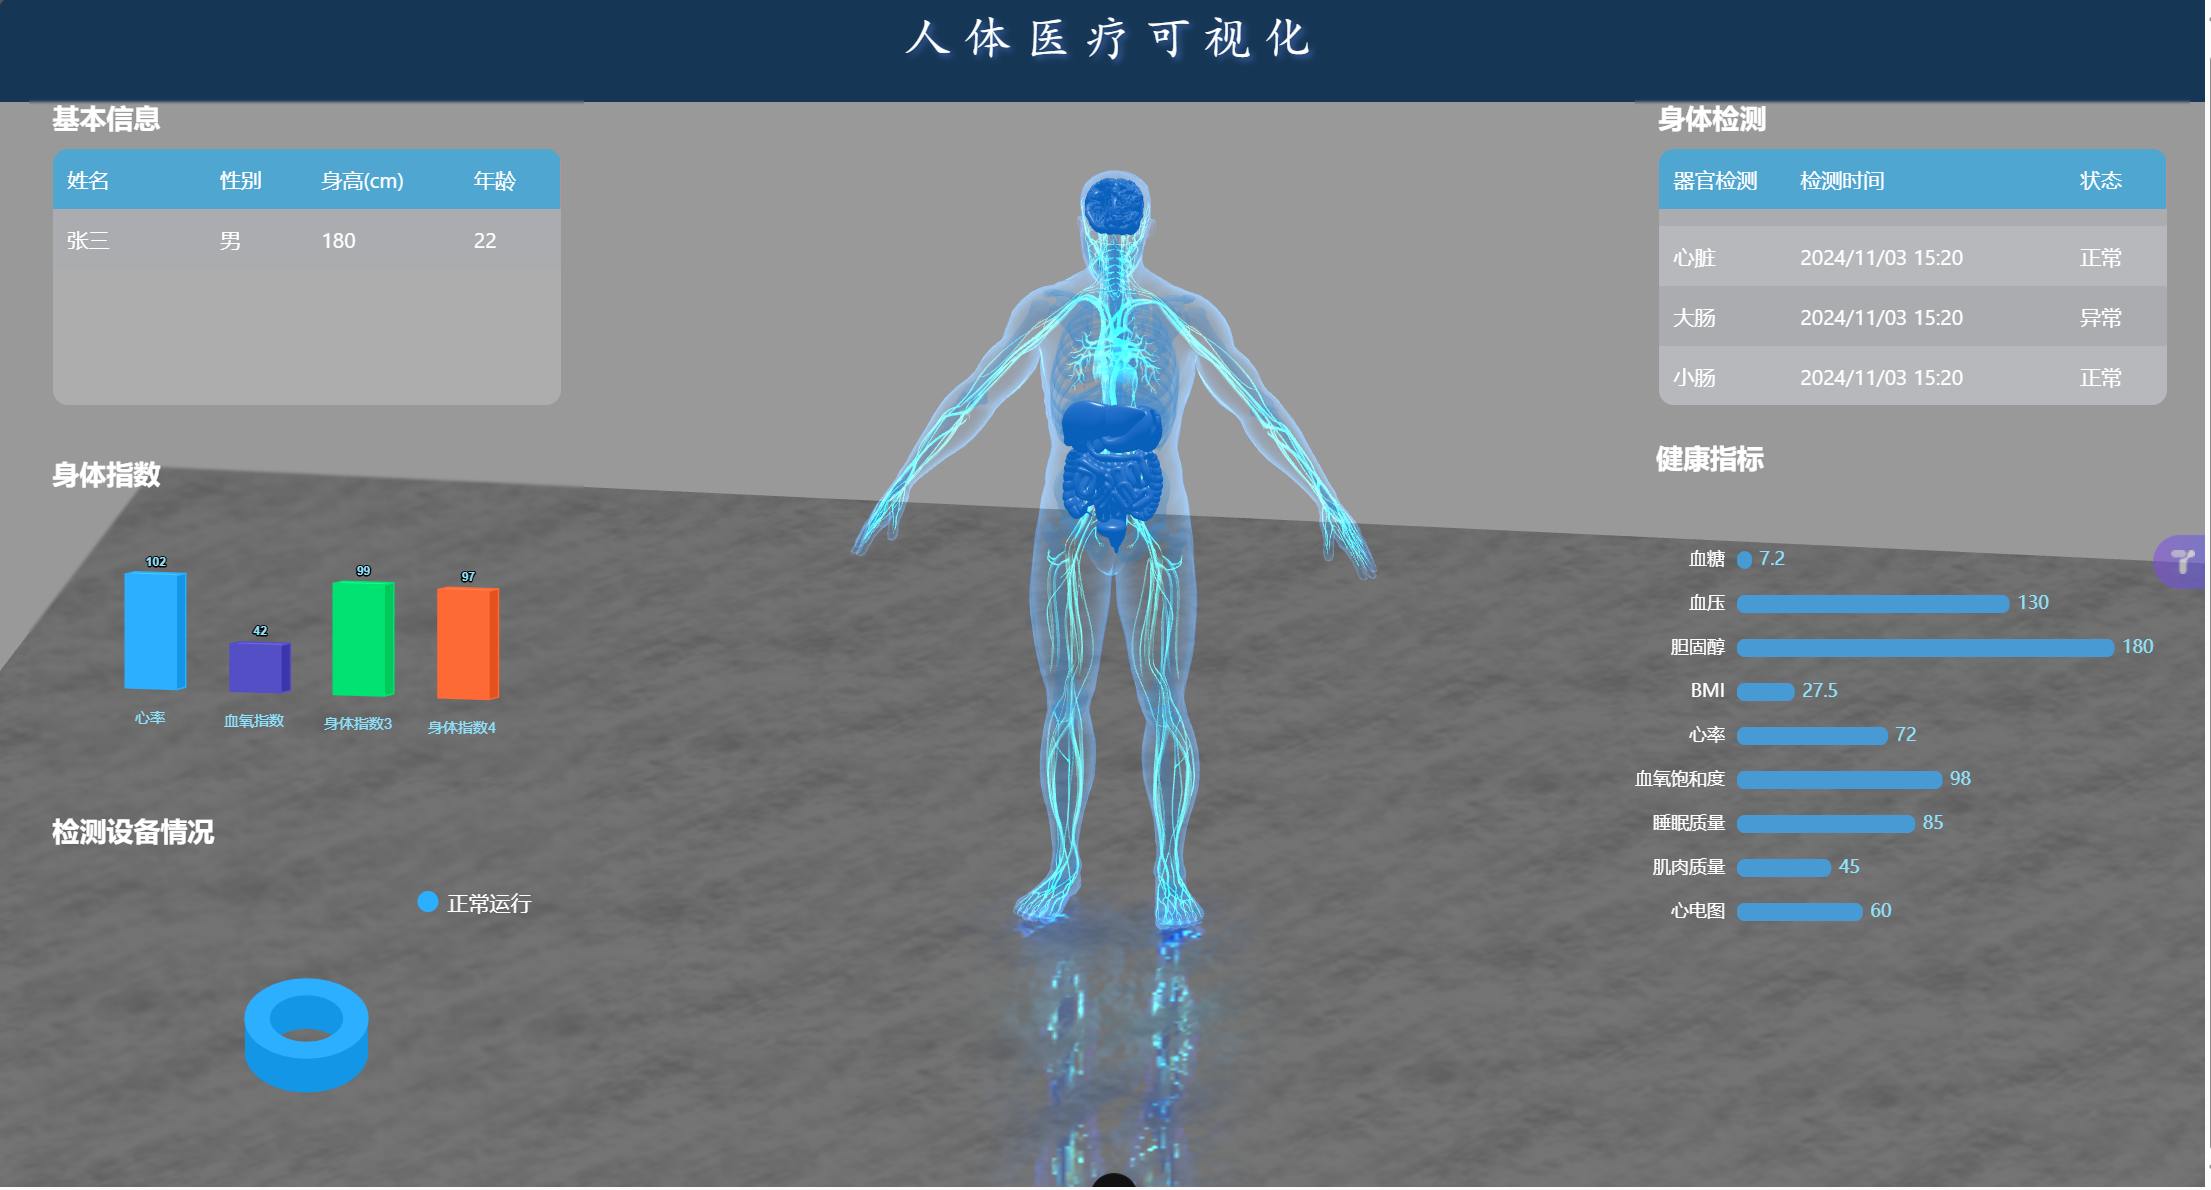 人体医疗可视化
基本信息
姓名 性别 身高(cm) 年龄
张三 男 180 22
身体指数
102
42
99
97
心率
血氧指数
身体指数3
身体指数4
检测设备情况
正常运行
身体检测
器官检测 检测时间 状态
心脏 2024/11/03 15:20 正常
大肠 2024/11/03 15:20 异常
小肠 2024/11/03 15:20 正常
健康指标
血糖 7.2
血压 130
胆固醇 180
BMI 27.5
心率 72
血氧饱和度 98
睡眠质量 85
肌肉质量 45
心电图 60